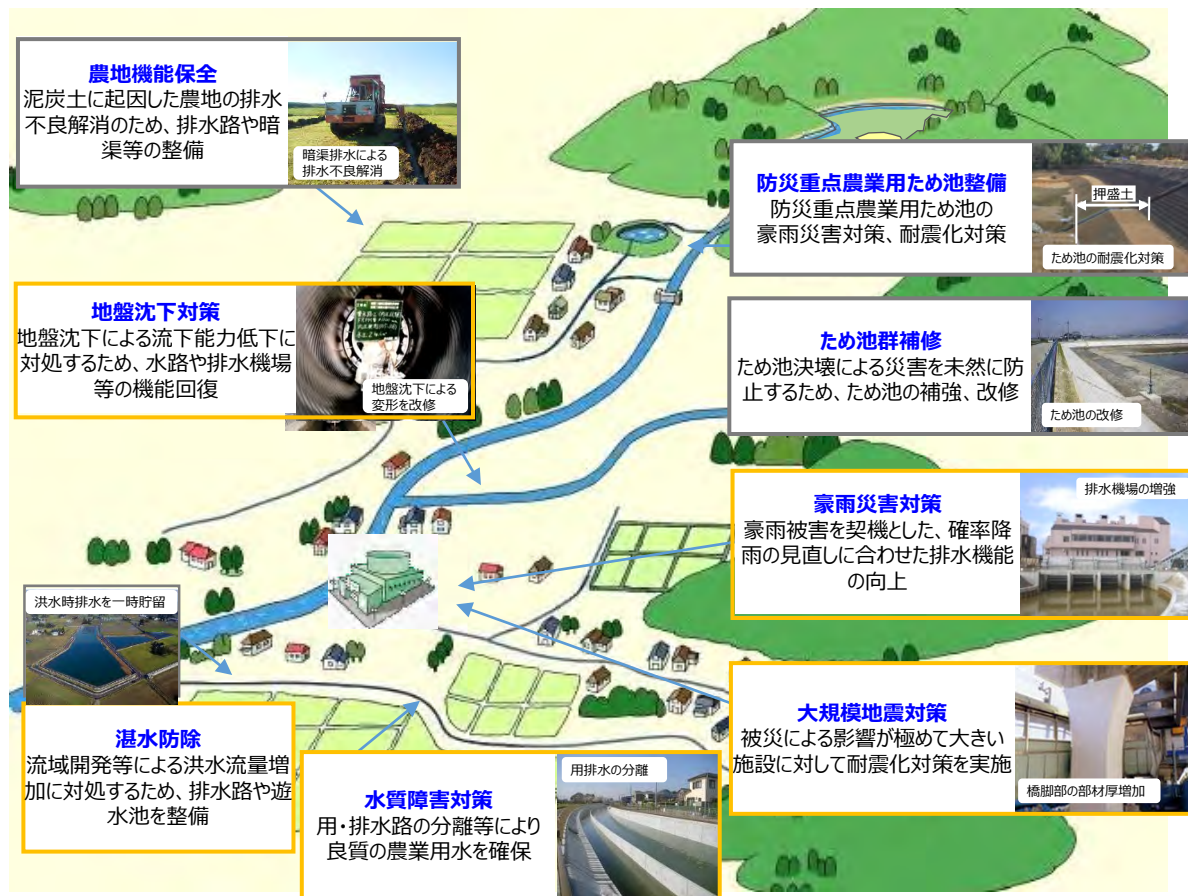 農地機能保全
泥炭土に起因した農地の排水
不良解消のため、排水路や暗
渠等の整備
暗渠排水による
排水不良解消
防災重点農業用ため池整備
防災重点農業用ため池の
豪雨災害対策、耐震化対策
押盛土
ため池の耐震化対策
地盤沈下対策
地盤沈下による流下能力低下に
対処するため、水路や排水機場
等の機能回復
地盤沈下による
変形を改修
ため池群補修
ため池決壊による災害を未然に防
止するため、ため池の補強、改修
ため池の改修
豪雨災害対策
豪雨被害を契機とした、確率降
雨の見直しに合わせた排水機能
の向上
排水機場の増強
洪水時排水を一時貯留
湛水防除
流域開発等による洪水流量増
加に対処するため、排水路や遊
水池を整備
水質障害対策
用・排水路の分離等により
良質の農業用水を確保
用排水の分離
大規模地震対策
被災による影響が極めて大きい
施設に対して耐震化対策を実施
橋脚部の部材厚増加